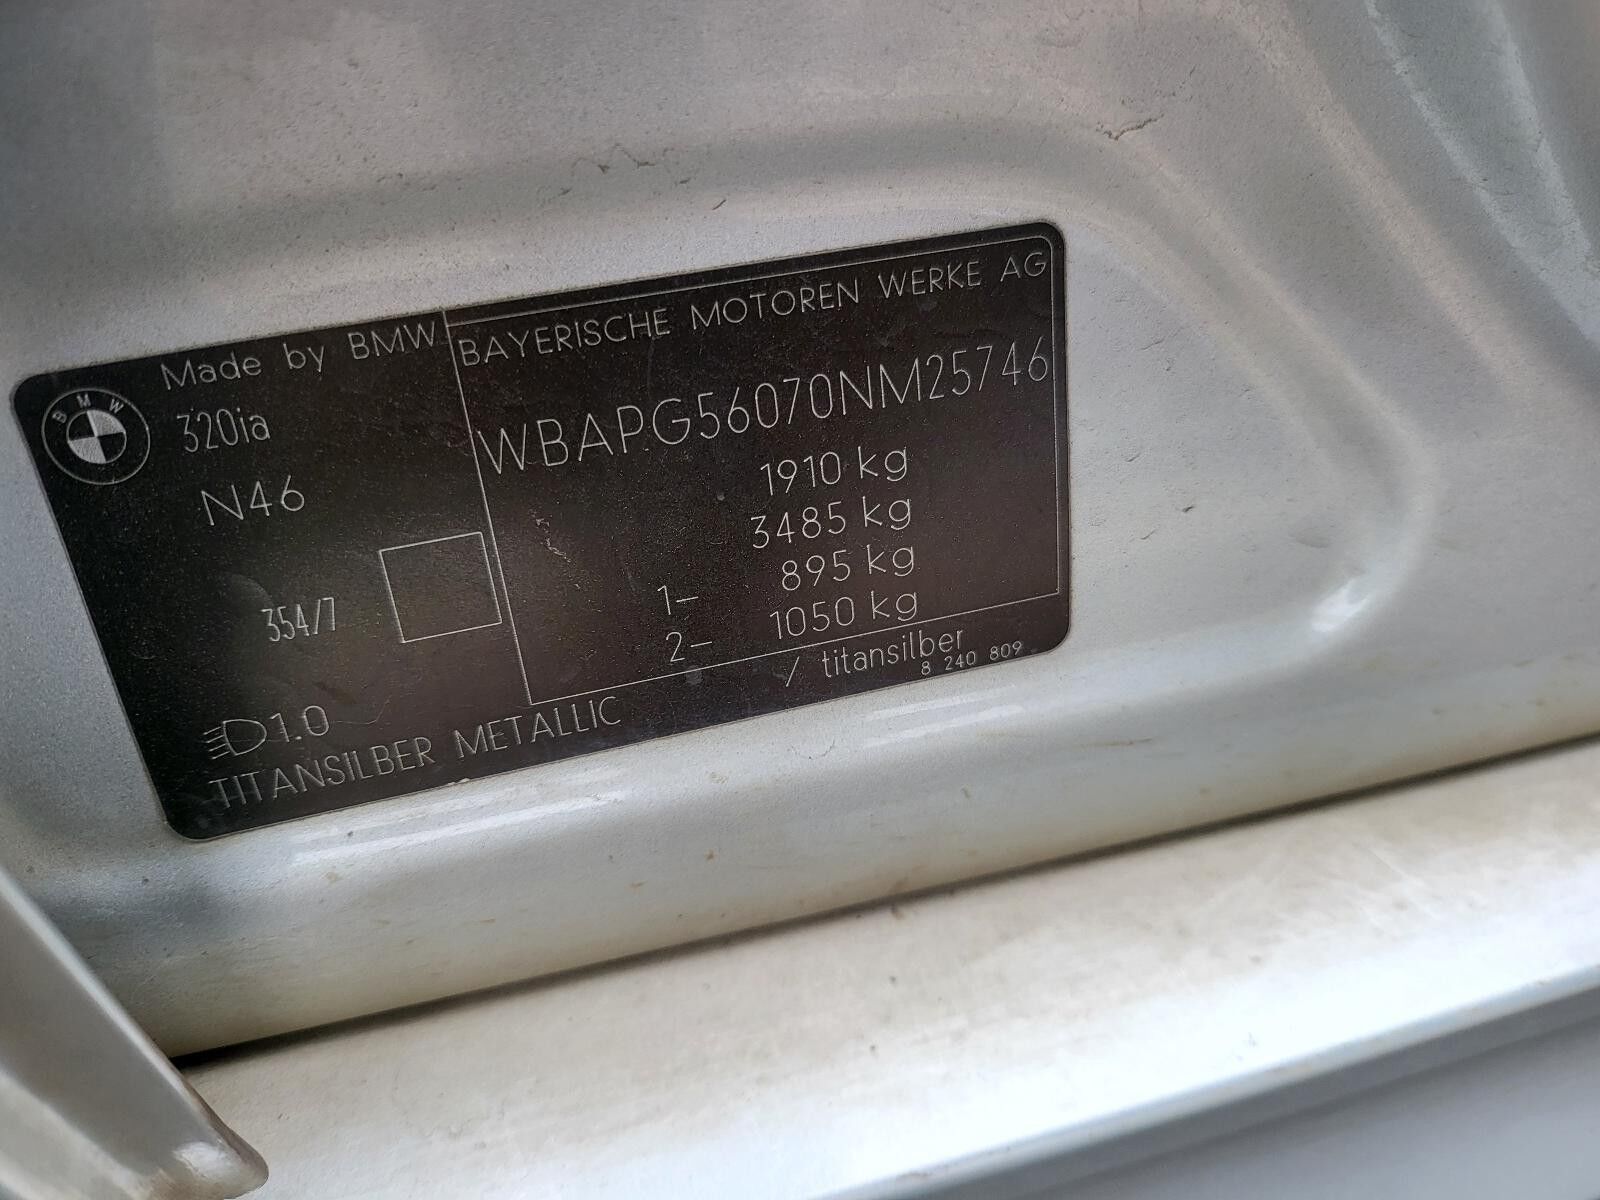 Made by BMW
BMW
320ia
N46
354/7
1.0
BAYERISCHE MOTOREN WERKE AG
WBAPG56070NM25746
1910 kg
3485 kg
1– 895 kg
2– 1050 kg
TITANSILBER METALLIC / titansilber
8 240 809